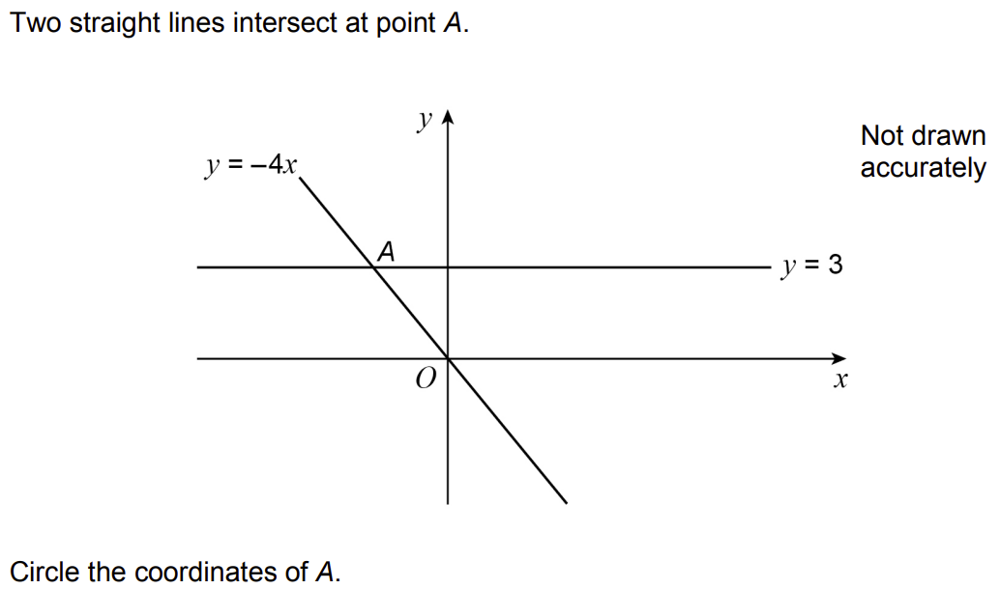 Two straight lines intersect at point A.
y
Not drawn
accurately
y = –4x
A
y = 3
O
x
Circle the coordinates of A.